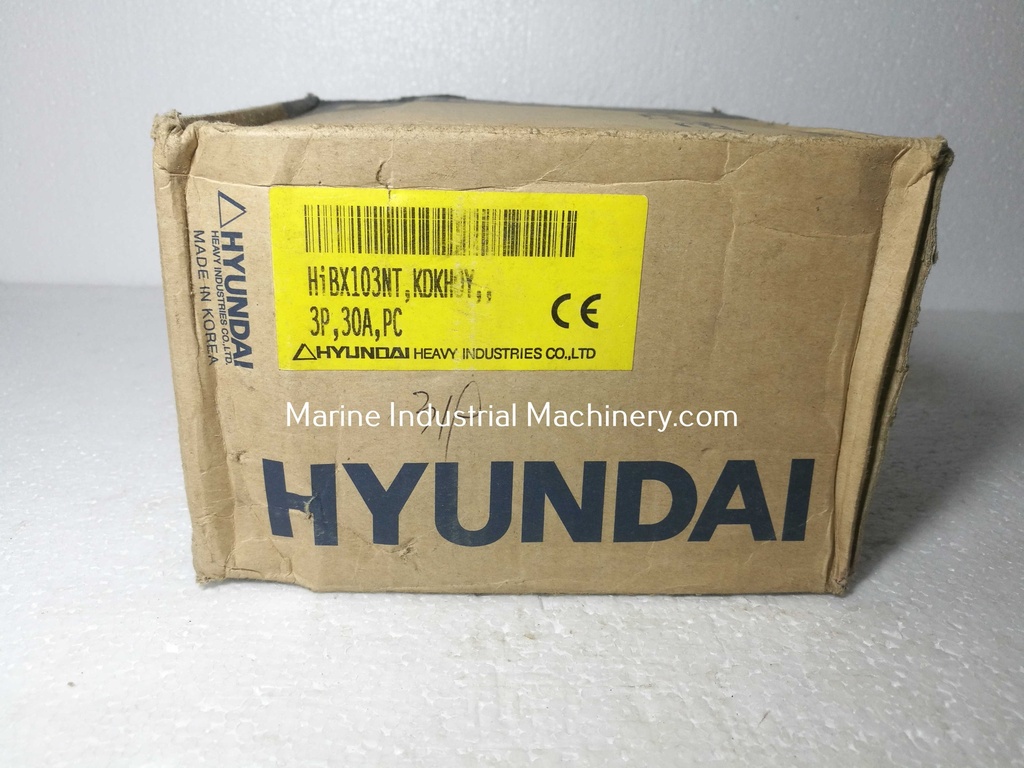 HYUNDAI
HEAVY INDUSTRIES CO.,LTD.
MADE IN KOREA
HiBX103NT,KDKH0Y,,
3P,30A,PC
CE
HYUNDAI HEAVY INDUSTRIES CO.,LTD
Marine Industrial Machinery.com
HYUNDAI